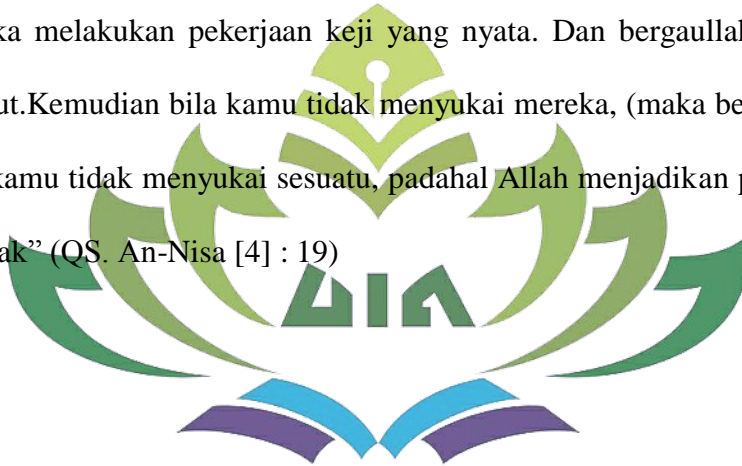 ka melakukan pekerjaan keji yang nyata. Dan bergaullah
ut.Kemudian bila kamu tidak menyukai mereka, (maka be
kamu tidak menyukai sesuatu, padahal Allah menjadikan p
ak” (QS. An-Nisa [4] : 19)
UIN